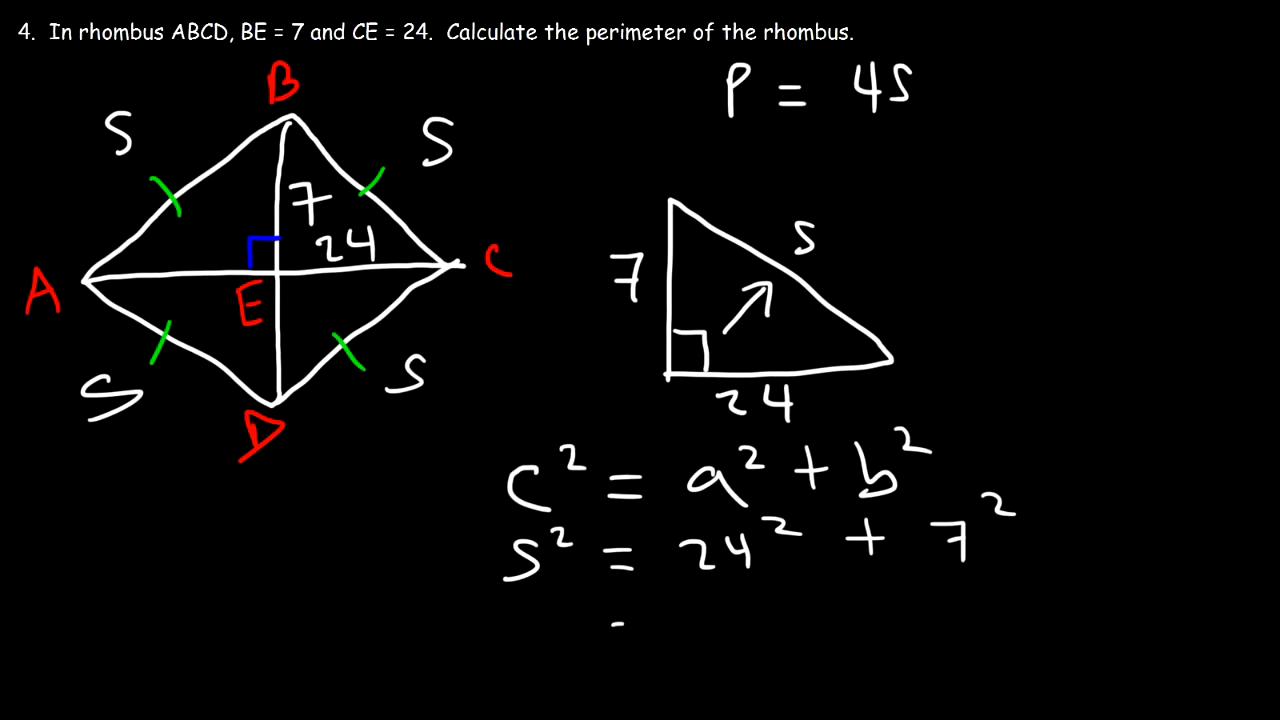 4. In rhombus ABCD, BE = 7 and CE = 24. Calculate the perimeter of the rhombus.
P = 4S
B
S
S
7
24
A
E
C
S
S
D
7
S
24
c² = a² + b²
S² = 24² + 7²
=